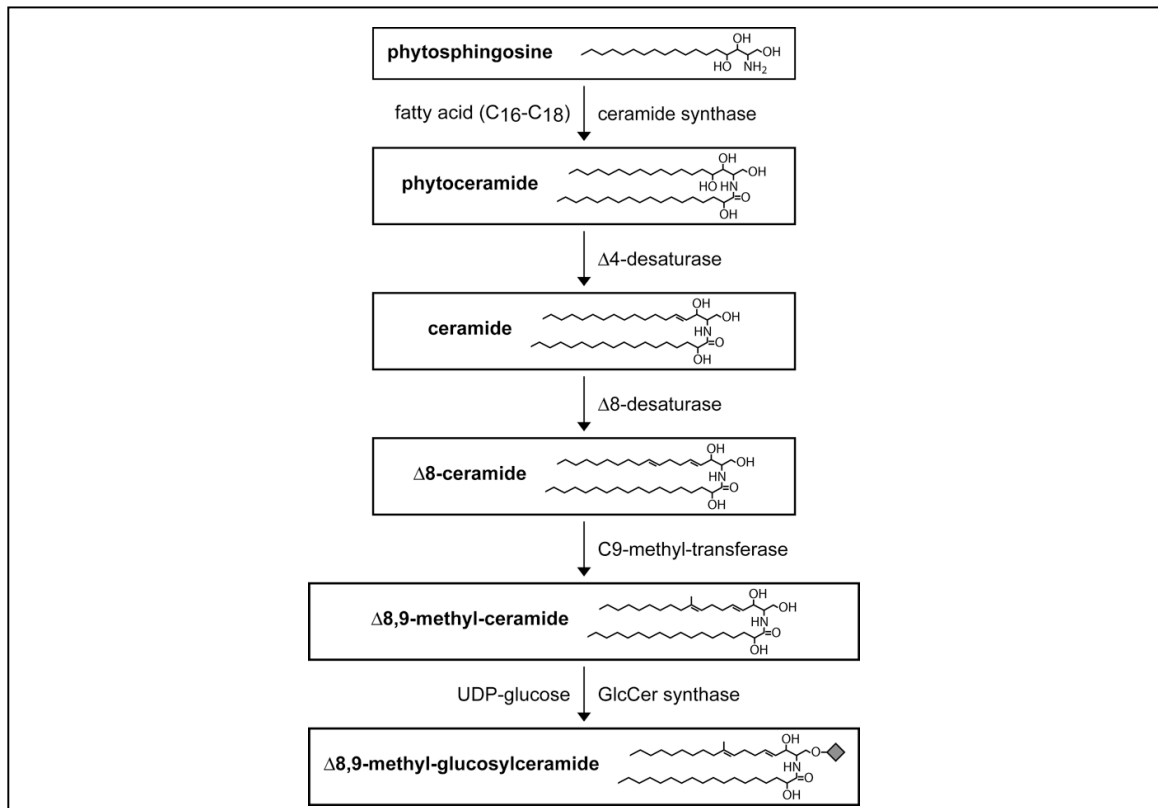 phytosphingosine
OH
OH
HO NH2
fatty acid (C16-C18) ceramide synthase
phytoceramide
OH
OH
HO HN
O
OH
Δ4-desaturase
ceramide
OH
OH
HN
O
OH
Δ8-desaturase
Δ8-ceramide
OH
OH
HN
O
OH
C9-methyl-transferase
Δ8,9-methyl-ceramide
OH
OH
HN
O
OH
UDP-glucose GlcCer synthase
Δ8,9-methyl-glucosylceramide
OH
O
HN
O
OH